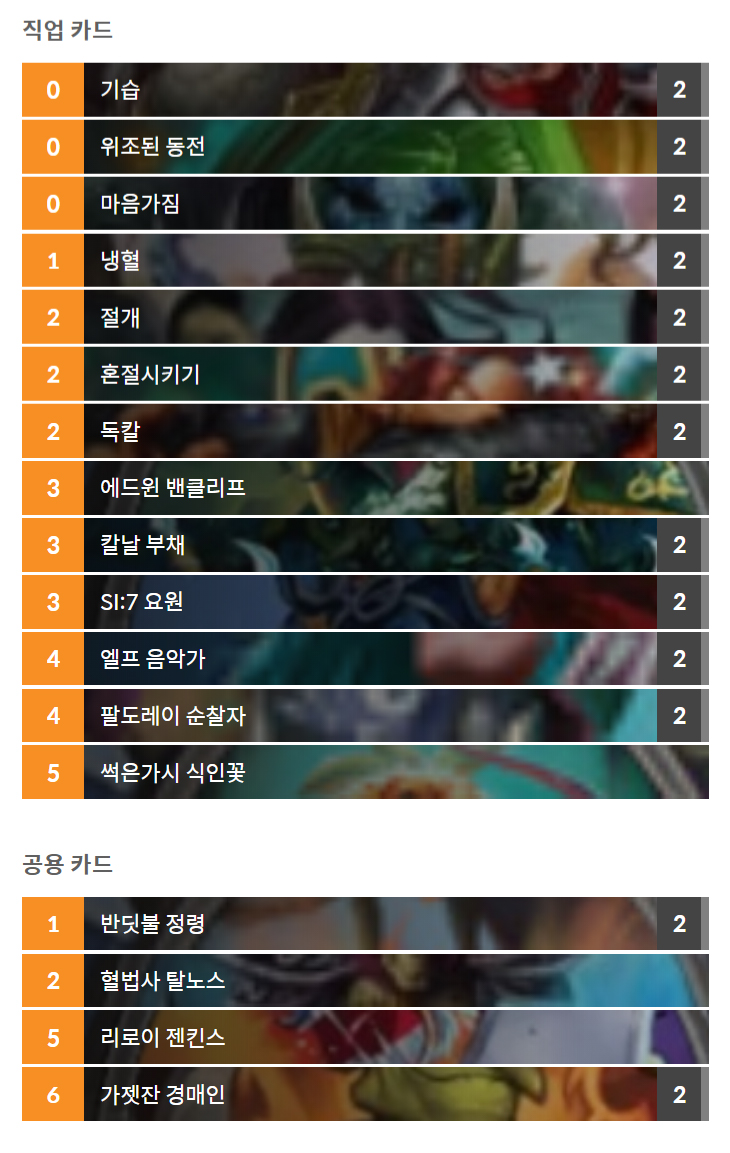 직업 카드
0 기습 2
0 위조된 동전 2
0 마음가짐 2
1 냉혈 2
2 절개 2
2 혼절시키기 2
2 독칼 2
3 에드윈 밴클리프
3 칼날 부채 2
3 SI:7 요원 2
4 엘프 음악가 2
4 팔도레이 순찰자 2
5 썩은가시 식인꽃
공용 카드
1 반딧불 정령 2
2 혈법사 탈노스
5 리로이 젠킨스
6 가젯잔 경매인 2